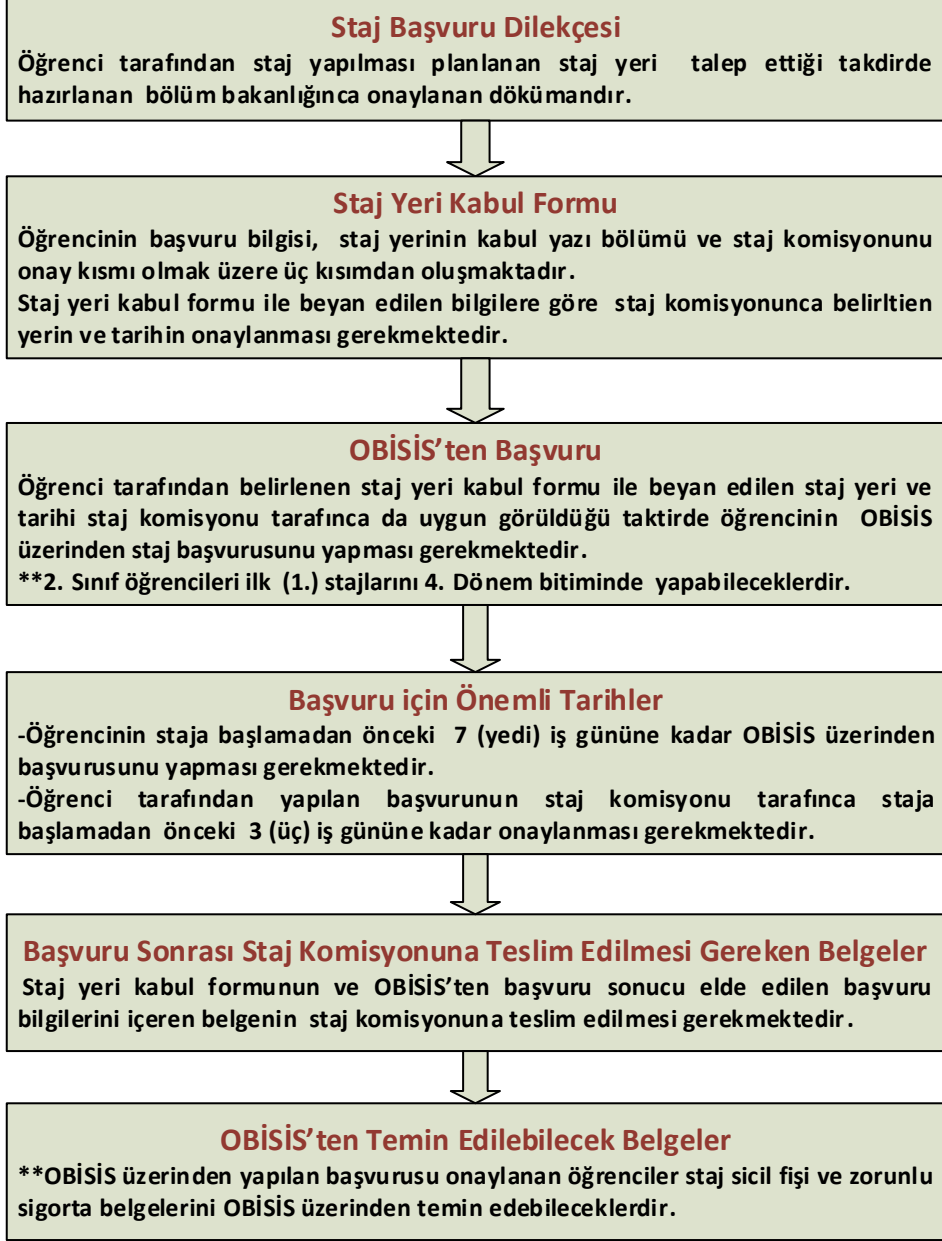 Staj Başvuru Dilekçesi
Öğrenci tarafından staj yapılması planlanan staj yeri talep ettiği takdirde
hazırlanan bölüm bakanlığınca onaylanan dökümandır.
Staj Yeri Kabul Formu
Öğrencinin başvuru bilgisi, staj yerinin kabul yazı bölümü ve staj komisyonunu
onay kısmı olmak üzere üç kısımdan oluşmaktadır.
Staj yeri kabul formu ile beyan edilen bilgilere göre staj komisyonunca belirltien
yerin ve tarihin onaylanması gerekmektedir.
OBİSİS’ten Başvuru
Öğrenci tarafından belirlenen staj yeri kabul formu ile beyan edilen staj yeri ve
tarihi staj komisyonu tarafınca da uygun görüldüğü taktirde öğrencinin OBİSİS
üzerinden staj başvurusunu yapması gerekmektedir.
**2. Sınıf öğrencileri ilk (1.) stajlarını 4. Dönem bitiminde yapabileceklerdir.
Başvuru için Önemli Tarihler
-Öğrencinin staja başlamadan önceki 7 (yedi) iş gününe kadar OBİSİS üzerinden
başvurusunu yapması gerekmektedir.
-Öğrenci tarafından yapılan başvurunun staj komisyonu tarafınca staja
başlamadan önceki 3 (üç) iş gününe kadar onaylanması gerekmektedir.
Başvuru Sonrası Staj Komisyonuna Teslim Edilmesi Gereken Belgeler
Staj yeri kabul formunun ve OBİSİS’ten başvuru sonucu elde edilen başvuru
bilgilerini içeren belgenin staj komisyonuna teslim edilmesi gerekmektedir.
OBİSİS’ten Temin Edilebilecek Belgeler
**OBİSİS üzerinden yapılan başvurusu onaylanan öğrenciler staj sicil fişi ve zorunlu
sigorta belgelerini OBİSİS üzerinden temin edebileceklerdir.